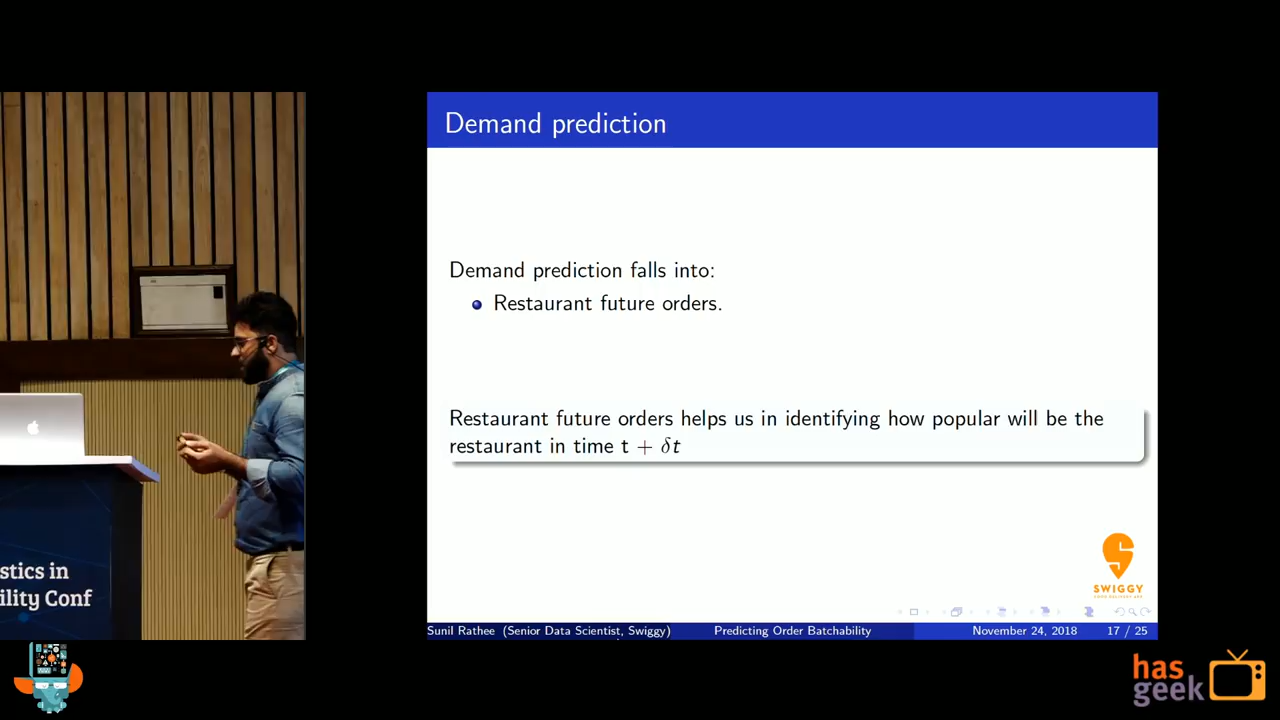 Demand prediction
Demand prediction falls into:
Restaurant future orders.
Restaurant future orders helps us in identifying how popular will be the
restaurant in time t + δt
SWIGGY
Sunil Rathee (Senior Data Scientist, Swiggy) Predicting Order Batchability November 24, 2018 17 / 25
stics in
ility Conf
has
geek